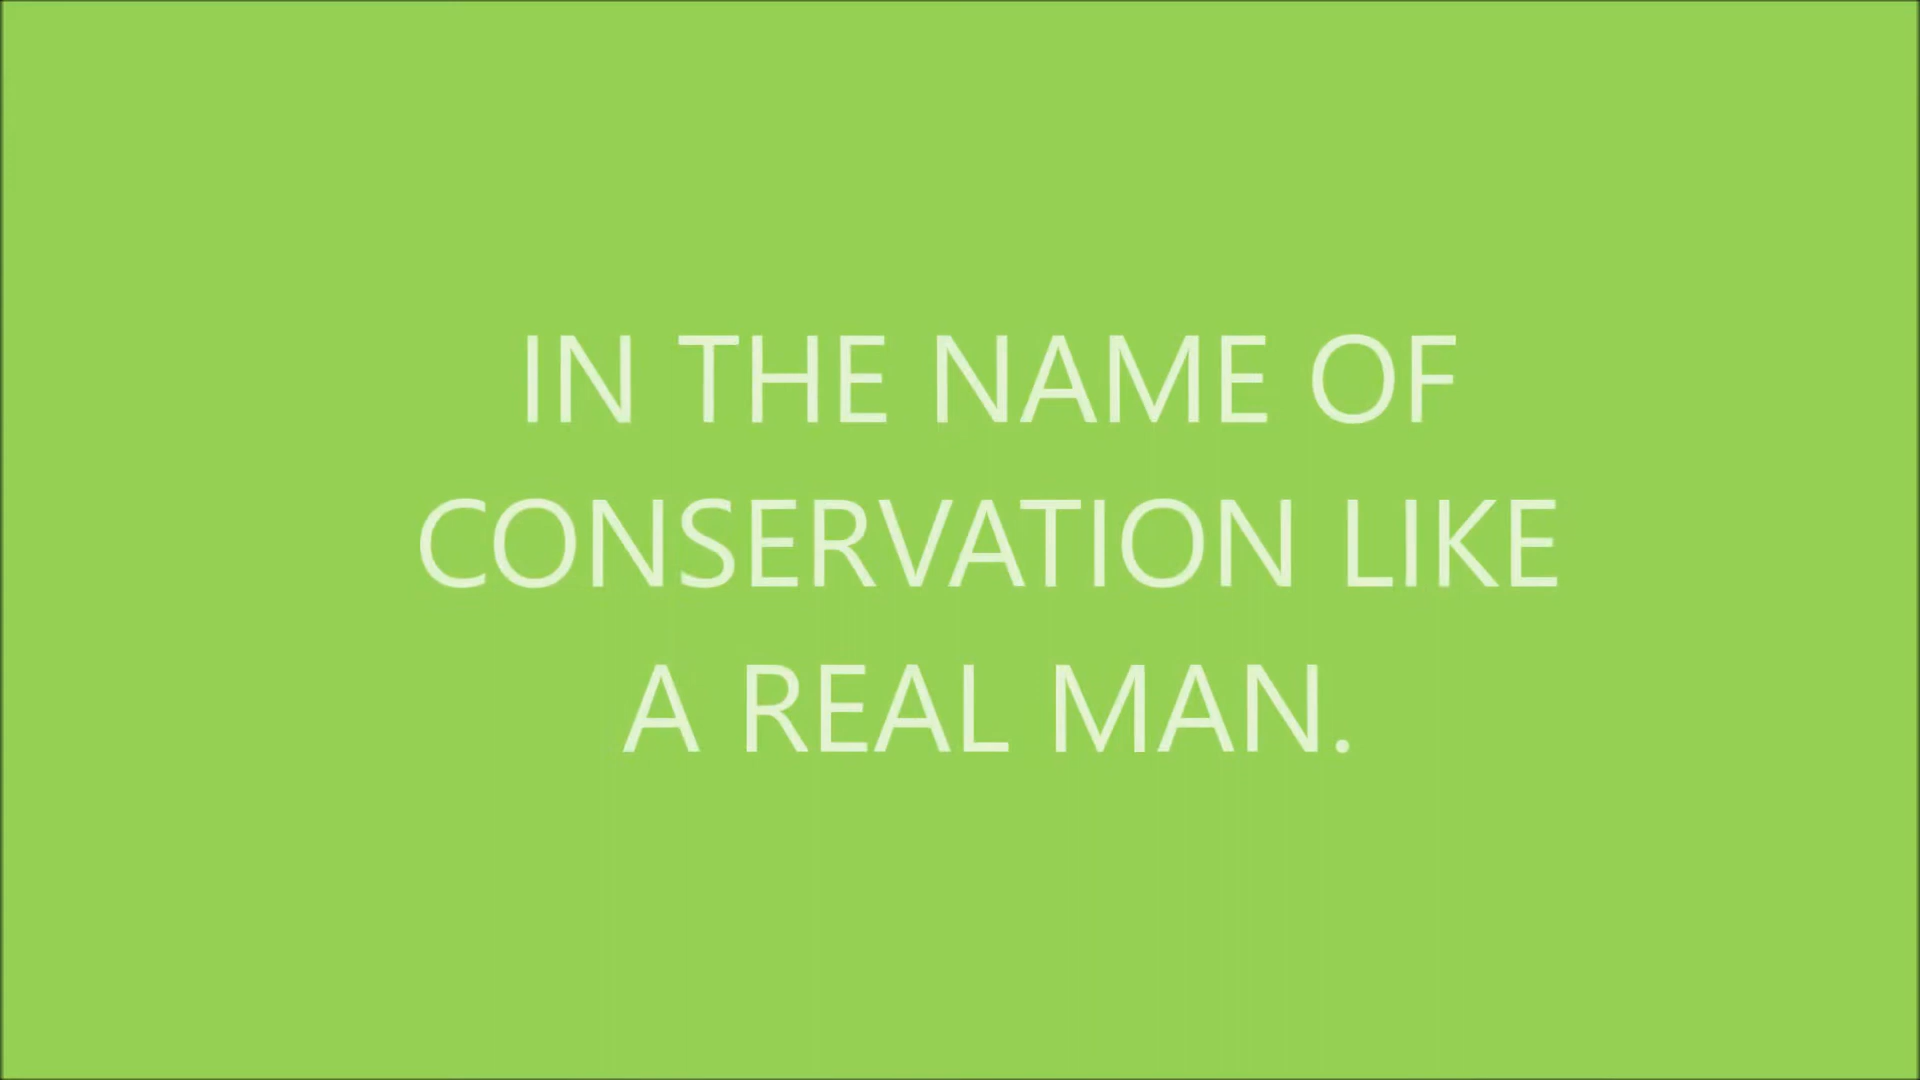 IN THE NAME OF
CONSERVATION LIKE
A REAL MAN.